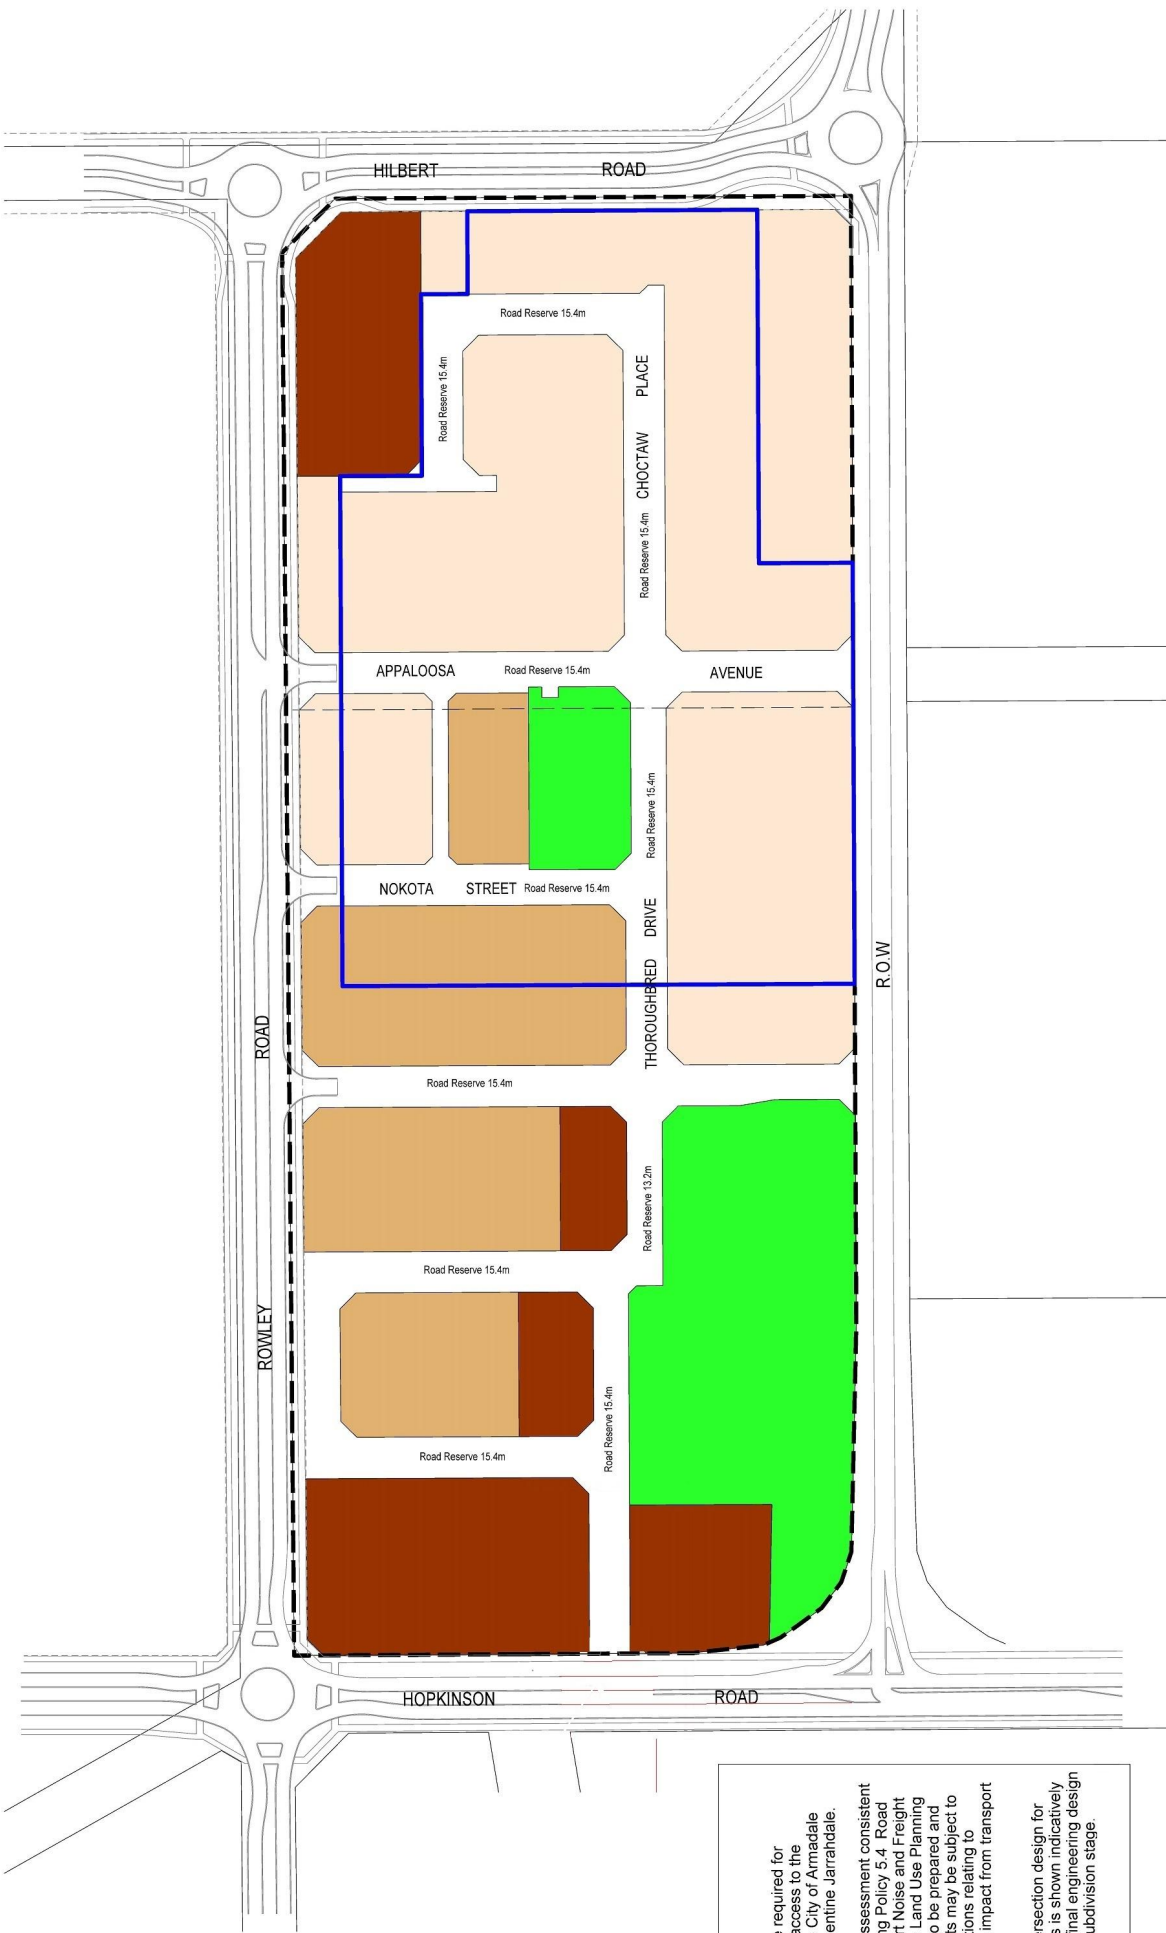 HILBERT ROAD
Road Reserve 15.4m
Road Reserve 15.4m
CHOCTAW PLACE
Road Reserve 15.4m
APPALOOSA AVENUE
Road Reserve 15.4m
Road Reserve 15.4m
NOKOTA STREET
Road Reserve 15.4m
THOROUGHBRED DRIVE
R.O.W
ROWLEY ROAD
Road Reserve 15.4m
Road Reserve 13.2m
Road Reserve 15.4m
Road Reserve 15.4m
Road Reserve 15.4m
HOPKINSON ROAD
required for
access to the
City of Armadale
entine Jarrahdale.
ssessment consistent
ng Policy 5.4 Road
rt Noise and Freight
Land Use Planning
o be prepared and
ts may be subject to
ions relating to
impact from transport
ersection design for
s is shown indicatively
final engineering design
ubdivision stage.